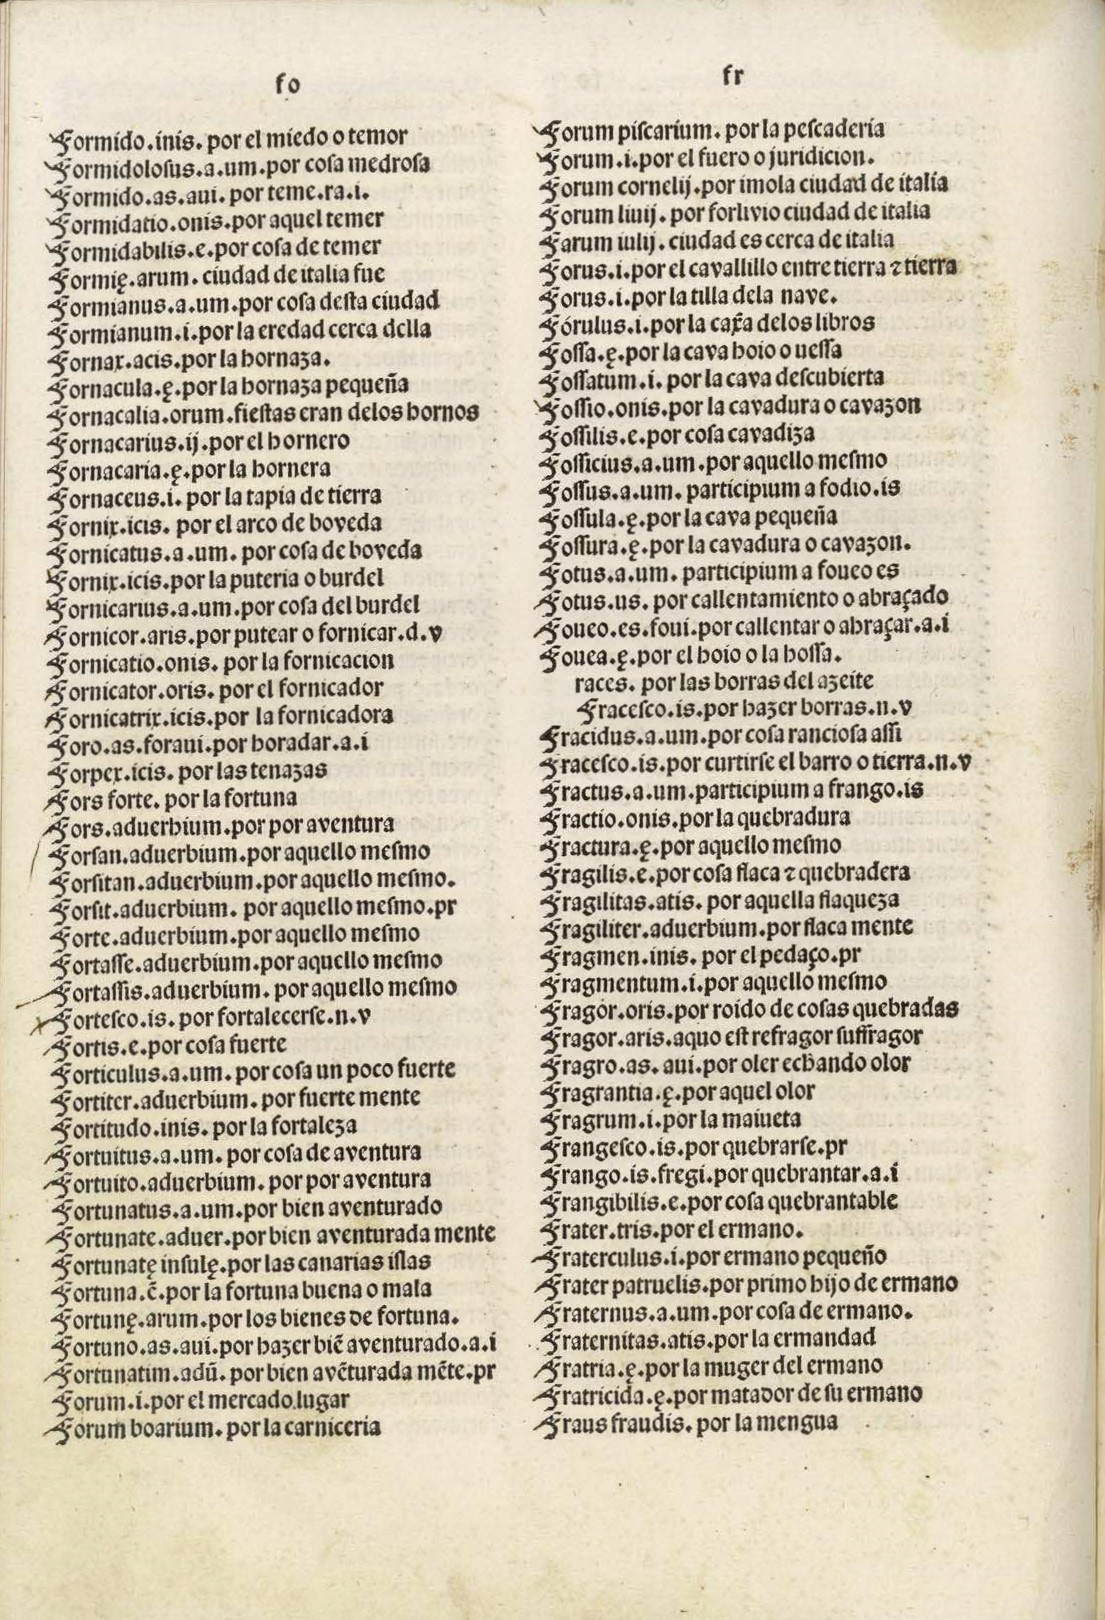 fo
Formido.inis. por el miedo o temor
Formidolosus.a.um.por cosa medrosa
Formido.as.aui. por teme.ra.i.
Formidatio.onis.por aquel temer
Formidabilis.e.por cosa de temer
Formię.arum. ciudad de italia fue
Formianus.a.um.por cosa desta ciudad
Formianum.i.por la eredad cerca della
Fornax.acis.por la hornaza.
Fornacula.ę.por la hornaza pequeña
Fornacalia.orum.fiestas eran delos hornos
Fornacarius.ij.por el hornero
Fornacaria.ę.por la hornera
Fornaceus.i. por la tapia de tierra
Fornix.icis. por el arco de boveda
Fornicatus.a.um. por cosa de boveda
Fornix.icis.por la puteria o burdel
Fornicarius.a.um.por cosa del burdel
Fornicor.aris.por putear o fornicar.d.v
Fornicatio.onis. por la fornicacion
Fornicator.oris. por el fornicador
Fornicatrix.icis.por la fornicadora
Foro.as.foraui.por horadar.a.i
Forpex.icis. por las tenazas
Fors forte. por la fortuna
Fors.aduerbium.por por aventura
Forsan.aduerbium.por aquello mesmo
Forsitan.aduerbium.por aquello mesmo.
Forsit.aduerbium. por aquello mesmo.pr
Forte.aduerbium.por aquello mesmo
Fortasse.aduerbium.por aquello mesmo
Fortassis.aduerbium. por aquello mesmo
Fortesco.is. por fortalecerse.n.v
Fortis.e.por cosa fuerte
Forticulus.a.um. por cosa un poco fuerte
Fortiter.aduerbium. por fuerte mente
Fortitudo.inis. por la fortaleza
Fortuitus.a.um. por cosa de aventura
Fortuito.aduerbium. por por aventura
Fortunatus.a.um.por bien aventurado
Fortunate.aduer.por bien aventurada mente
Fortunatę insulę.por las canarias islas
Fortuna.ę.por la fortuna buena o mala
Fortunę.arum.por los bienes de fortuna.
Fortuno.as.aui.por hazer biē aventurado.a.i
Fortunatim.adū. por bien avēturada mēte.pr
Forum.i.por el mercado.lugar
Forum boarium. por la carniceria
fr
Forum piscarium. por la pescaderia
Forum.i.por el fuero o juridicion.
Forum cornelij.por imola ciudad de italia
Forum liuij. por forlivio ciudad de italia
Farum iulij. ciudad es cerca de italia
Forus.i.por el cavallillo entre tierra ⁊ tierra
Forus.i.por la tilla dela nave.
Fórulus.i.por la caxa delos libros
Fossa.ę.por la cava hoio o uessa
Fossatum.i. por la cava descubierta
Fossio.onis.por la cavadura o cavazon
Fossilis.e.por cosa cavadiza
Fossicius.a.um.por aquello mesmo
Fossus.a.um. participium a fodio.is
Fossula.ę.por la cava pequeña
Fossura.ę.por la cavadura o cavazon.
Fotus.a.um. participium a foueo es
Fotus.us. por callentamiento o abraçado
Foueo.es.foui.por callentar o abraçar.a.i
Fouea.ę.por el hoio o la hossa.
races. por las borras del azeite
Fracesco.is.por hazer borras.n.v
Fracidus.a.um.por cosa ranciosa assi
Fracesco.is.por curtirse el barro o tierra.n.v
Fractus.a.um.participium a frango.is
Fractio.onis.por la quebradura
Fractura.ę.por aquello mesmo
Fragilis.e.por cosa flaca ⁊ quebradera
Fragilitas.atis. por aquella flaqueza
Fragiliter.aduerbium.por flaca mente
Fragmen.inis. por el pedaço.pr
Fragmentum.i.por aquello mesmo
Fragor.oris.por roido de cosas quebradas
Fragor.aris.aquo est refragor suffragor
Fragro.as. aui.por oler echando olor
Fragrantia.ę.por aquel olor
Fragrum.i.por la maiueta
Frangesco.is.por quebrarse.pr
Frango.is.fregi.por quebrantar.a.i
Frangibilis.e.por cosa quebrantable
Frater.tris.por el ermano.
Fraterculus.i.por ermano pequeño
Frater patruelis.por primo hijo de ermano
Fraternus.a.um.por cosa de ermano.
Fraternitas.atis.por la ermandad
Fratria.ę.por la muger del ermano
Fratricida.ę.por matador de su ermano
Fraus fraudis. por la mengua